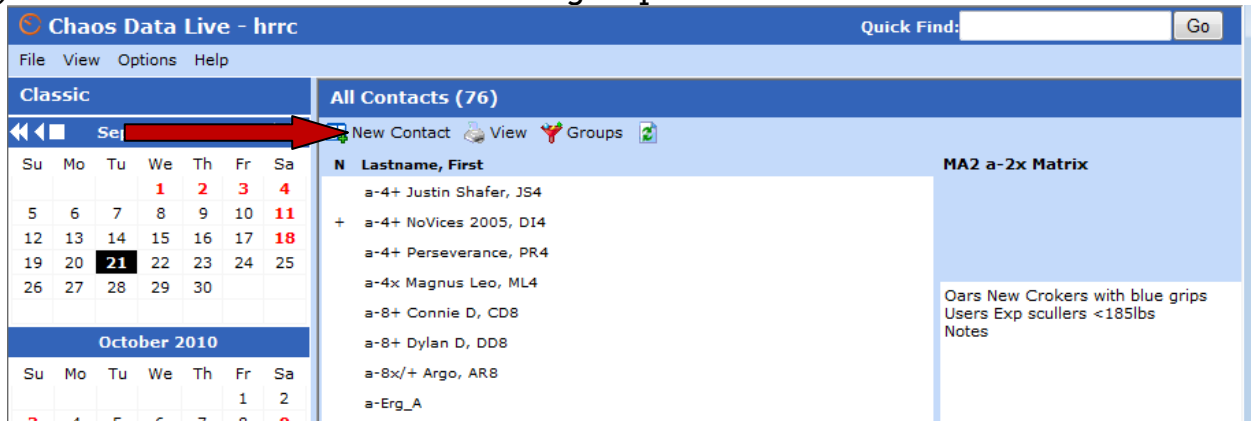 Chaos Data Live - hrrc Quick Find: Go
File View Options Help
Classic
Sep
Su Mo Tu We Th Fr Sa
1 2 3 4
5 6 7 8 9 10 11
12 13 14 15 16 17 18
19 20 21 22 23 24 25
26 27 28 29 30
October 2010
Su Mo Tu We Th Fr Sa
1 2
All Contacts (76)
New Contact View Groups
N Lastname, First
a-4+ Justin Shafer, JS4
+ a-4+ NoVices 2005, DI4
a-4+ Perseverance, PR4
a-4x Magnus Leo, ML4
a-8+ Connie D, CD8
a-8+ Dylan D, DD8
a-8x/+ Argo, AR8
a-Erg_A
MA2 a-2x Matrix
Oars New Crokers with blue grips
Users Exp scullers <185lbs
Notes